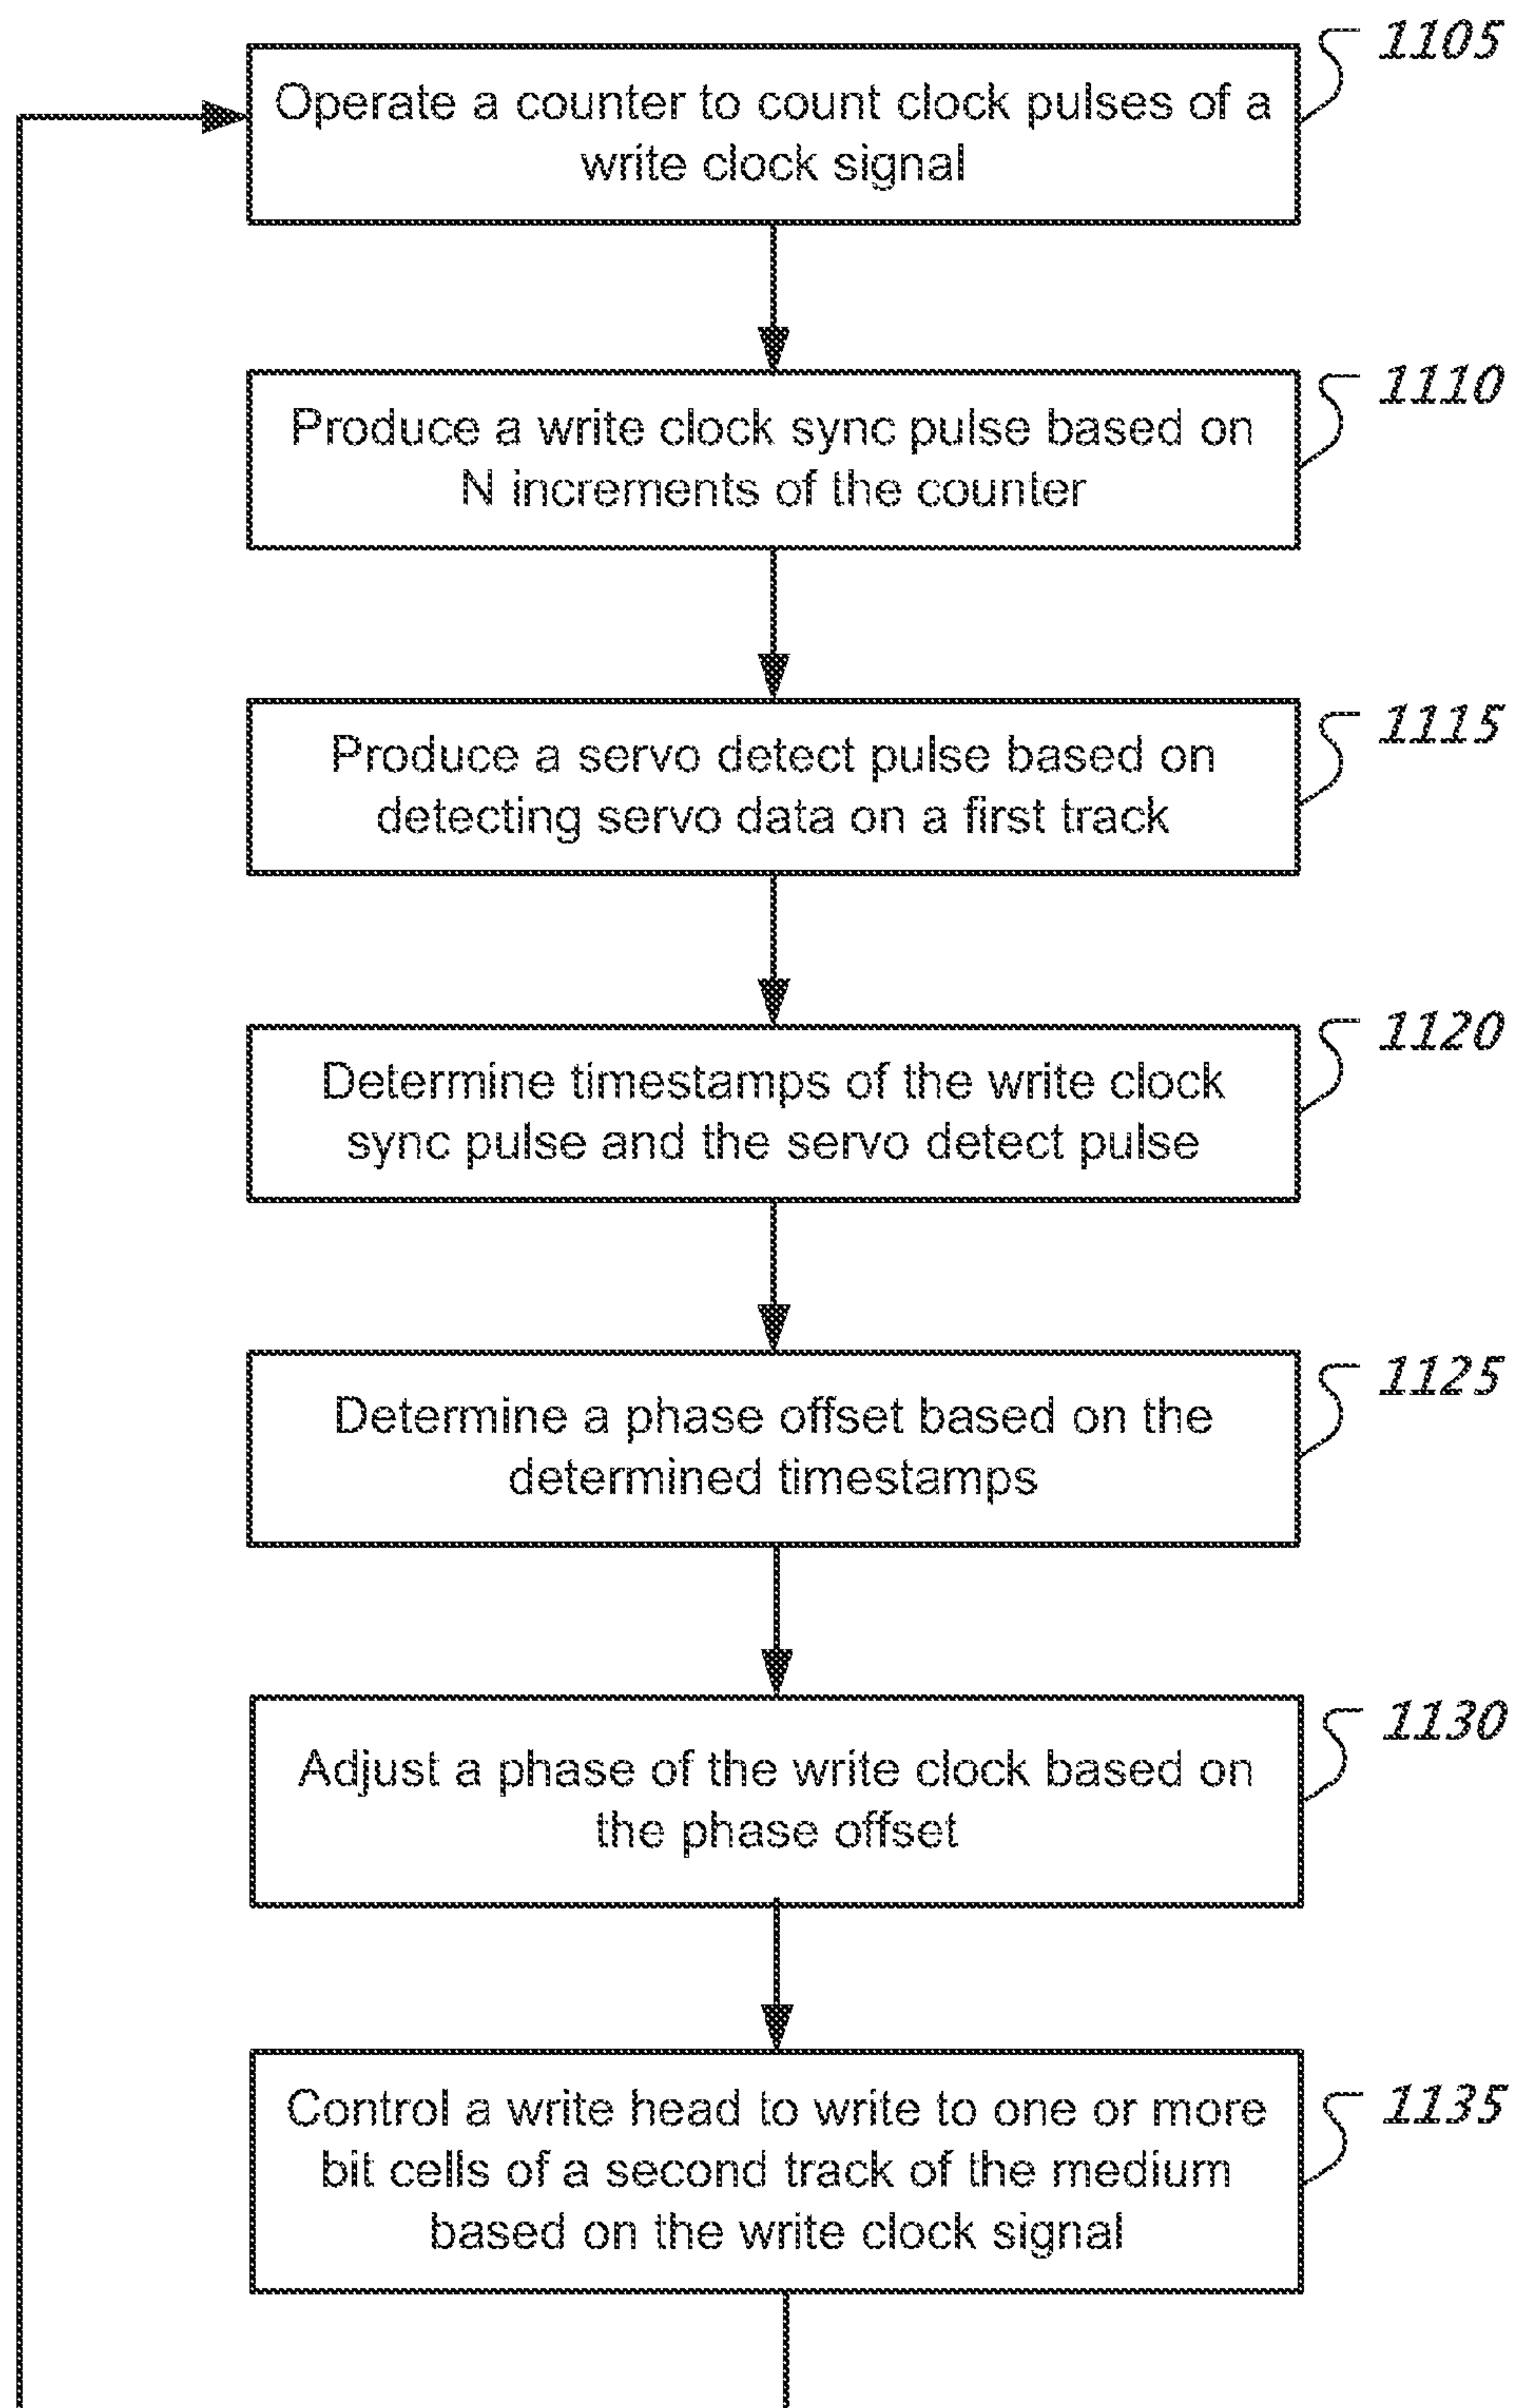 1105
Operate a counter to count clock pulses of a
write clock signal
1110
Produce a write clock sync pulse based on
N increments of the counter
1115
Produce a servo detect pulse based on
detecting servo data on a first track
1120
Determine timestamps of the write clock
sync pulse and the servo detect pulse
1125
Determine a phase offset based on the
determined timestamps
1130
Adjust a phase of the write clock based on
the phase offset
1135
Control a write head to write to one or more
bit cells of a second track of the medium
based on the write clock signal